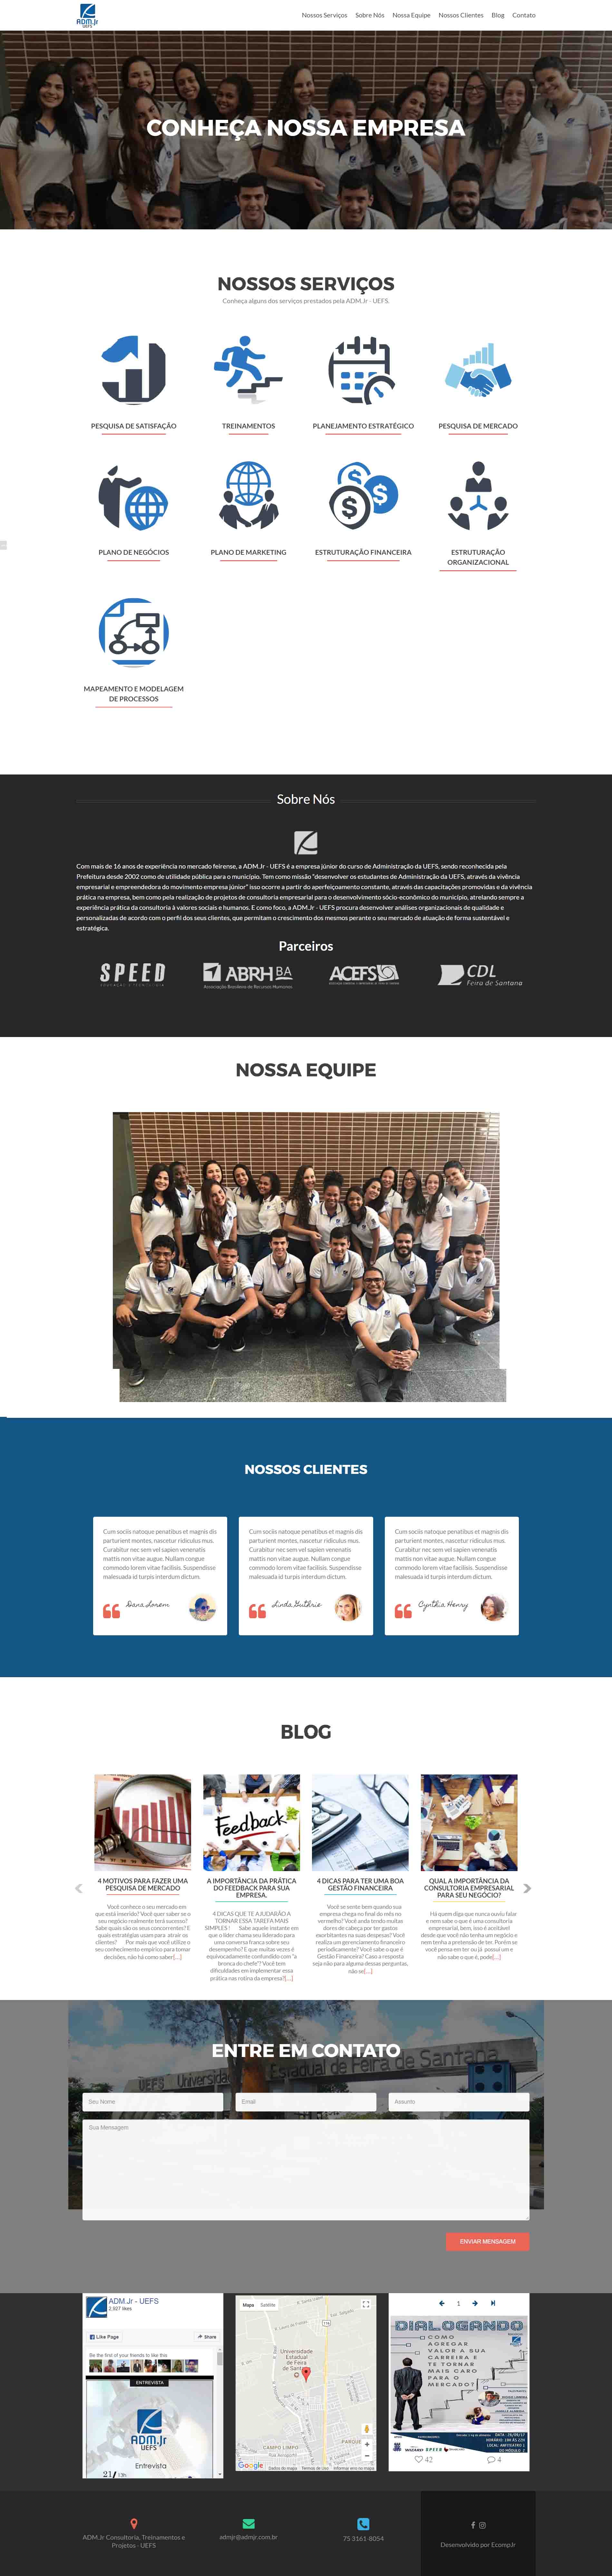 ADM.Jr
UEFS
Nossos Serviços
Sobre Nós
Nossa Equipe
Nossos Clientes
Blog
Contato
CONHEÇA NOSSA EMPRESA
NOSSOS SERVIÇOS
Conheça alguns dos serviços prestados pela ADM.Jr - UEFS.
PESQUISA DE SATISFAÇÃO
TREINAMENTOS
PLANEJAMENTO ESTRATÉGICO
PESQUISA DE MERCADO
PLANO DE NEGÓCIOS
PLANO DE MARKETING
ESTRUTURAÇÃO FINANCEIRA
ESTRUTURAÇÃO
ORGANIZACIONAL
MAPEAMENTO E MODELAGEM
DE PROCESSOS
Sobre Nós
Com mais de 16 anos de experiência no mercado feirense, a ADM.Jr - UEFS é a empresa júnior do curso de Administração da UEFS, sendo reconhecida pela
Prefeitura desde 2002 como de utilidade pública para o município. Tem como missão "desenvolver os estudantes de Administração da UEFS, através da vivência
empresarial e empreendedora do movimento empresa júnior" isso ocorre a partir do aperfeiçoamento constante, através das capacitações promovidas e da vivência
prática na empresa, bem como pela realização de projetos de consultoria empresarial para o desenvolvimento sócio-econômico do município, atrelando sempre a
experiência prática da consultoria à valores sociais e humanos. E como foco, a ADM.Jr - UEFS procura desenvolver análises organizacionais de qualidade e
personalizadas de acordo com o perfil dos seus clientes, que permitam o crescimento dos mesmos perante o seu mercado de atuação de forma sustentável e
estratégica.
Parceiros
SPEED
ABRH BA
Associação Brasileira de Recursos Humanos
ACEFS
CDL
Feira de Santana
NOSSA EQUIPE
NOSSOS CLIENTES
Cum sociis natoque penatibus et magnis dis
parturient montes, nascetur ridiculus mus.
Curabitur nec sem vel sapien venenatis
mattis non vitae augue. Nullam congue
commodo lorem vitae facilisis. Suspendisse
malesuada id turpis interdum dictum.
Dana Lorem
Cum sociis natoque penatibus et magnis dis
parturient montes, nascetur ridiculus mus.
Curabitur nec sem vel sapien venenatis
mattis non vitae augue. Nullam congue
commodo lorem vitae facilisis. Suspendisse
malesuada id turpis interdum dictum.
Linda Guthrie
Cum sociis natoque penatibus et magnis dis
parturient montes, nascetur ridiculus mus.
Curabitur nec sem vel sapien venenatis
mattis non vitae augue. Nullam congue
commodo lorem vitae facilisis. Suspendisse
malesuada id turpis interdum dictum.
Cynthia Henry
BLOG
4 MOTIVOS PARA FAZER UMA
PESQUISA DE MERCADO
Você conhece o seu mercado em
que está inserido? Você quer saber se o
seu negócio realmente terá sucesso?
Sabe quais são os seus concorrentes? E
quais estratégias usam para atrair os
clientes? Por mais que você utilize o
seu conhecimento empírico para tomar
decisões, não há como saber[…]
Feedback
A IMPORTÂNCIA DA PRÁTICA
DO FEEDBACK PARA SUA
EMPRESA.
4 DICAS QUE TE AJUDARÃO A
TORNAR ESSA TAREFA MAIS
SIMPLES ! Sabe aquele instante em
que o líder chama seu liderado para
uma conversa franca sobre seu
desempenho? E que muitas vezes é
equivocadamente confundido com "a
bronca do chefe"? Você tem
dificuldades em implementar essa
prática nas rotina da empresa?[…]
4 DICAS PARA TER UMA BOA
GESTÃO FINANCEIRA
Você se sente bem quando sua
empresa chega no final do mês no
vermelho? Você anda tendo muitas
dores de cabeça por ter gastos
exorbitantes na suas despesas? Você
realiza um gerenciamento financeiro
periodicamente? Você sabe o que é
Gestão Financeira? Caso a resposta
seja não para alguma dessas perguntas,
não se[…]
QUAL A IMPORTÂNCIA DA
CONSULTORIA EMPRESARIAL
PARA SEU NEGÓCIO?
Há quem diga que nunca ouviu falar
e nem sabe o que é uma consultoria
empresarial, bem, isso é aceitável
desde que você não tenha um negócio e
nem tenha a pretensão de ter. Porém se
você pensa em ter ou já possui um e
não sabe o que é, pode[…]
ENTRE EM CONTATO
UEFS Universidade Estadual de Feira de Santana
Seu Nome
Email
Assunto
Sua Mensagem
ENVIAR MENSAGEM
ADM.Jr - UEFS
2,927 likes
Like Page
Share
Be the first of your friends to like this
ENTREVISTA
ADM.Jr
UEFS
Entrevista
21/
Mapa
Satélite
Universidade
Estadual de
Feira de
CAMPO LIMPO
Google
Dados do mapa
Termos de Uso
Informar erro no mapa
1
DIALOGANDO
COMO
AGREGAR
VALOR A SUA
CARREIRA E
TE TORNAR
MAIS CARO
PARA O
MERCADO?
42
4
ADM.Jr Consultoria, Treinamentos e
Projetos - UEFS
admjr@admjr.com.br
75 3161-8054
Desenvolvido por EcompJr